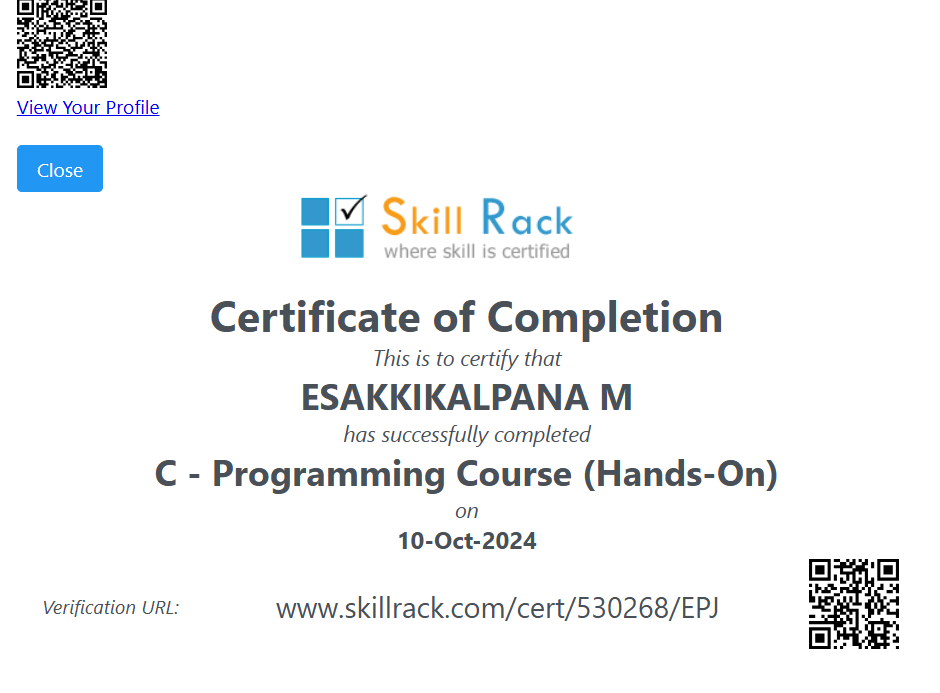 View Your Profile
Close
Skill Rack
where skill is certified
Certificate of Completion
This is to certify that
ESAKKIKALPANA M
has successfully completed
C - Programming Course (Hands-On)
on
10-Oct-2024
Verification URL: www.skillrack.com/cert/530268/EPJ